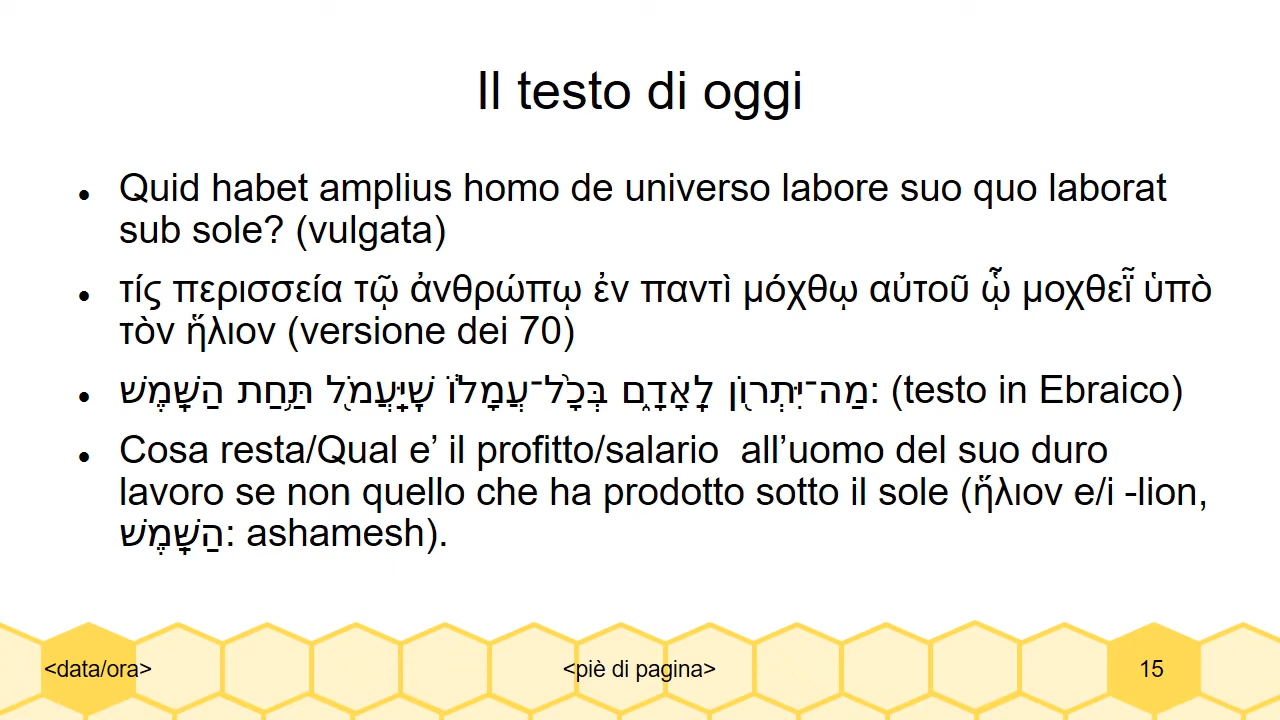 Il testo di oggi
Quid habet amplius homo de universo labore suo quo laborat
sub sole? (vulgata)
τίς περισσεία τῷ ἀνθρώπῳ ἐν παντὶ μόχθῳ αὐτοῦ ᾧ μοχθεῖ ὑπὸ
τὸν ἥλιον (versione dei 70)
מַה־יִּתְר֖וֹן לָֽאָדָ֑ם בְּכָל־עֲמָל֔וֹ שֶֽׁיַּעֲמֹ֖ל תַּ֥חַת הַשָּֽׁמֶשׁ: (testo in Ebraico)
Cosa resta/Qual e’ il profitto/salario  all’uomo del suo duro
lavoro se non quello che ha prodotto sotto il sole (ἥλιον e/i -lion,
הַשָּֽׁמֶשׁ: ashamesh).
<data/ora>
<piè di pagina>
15